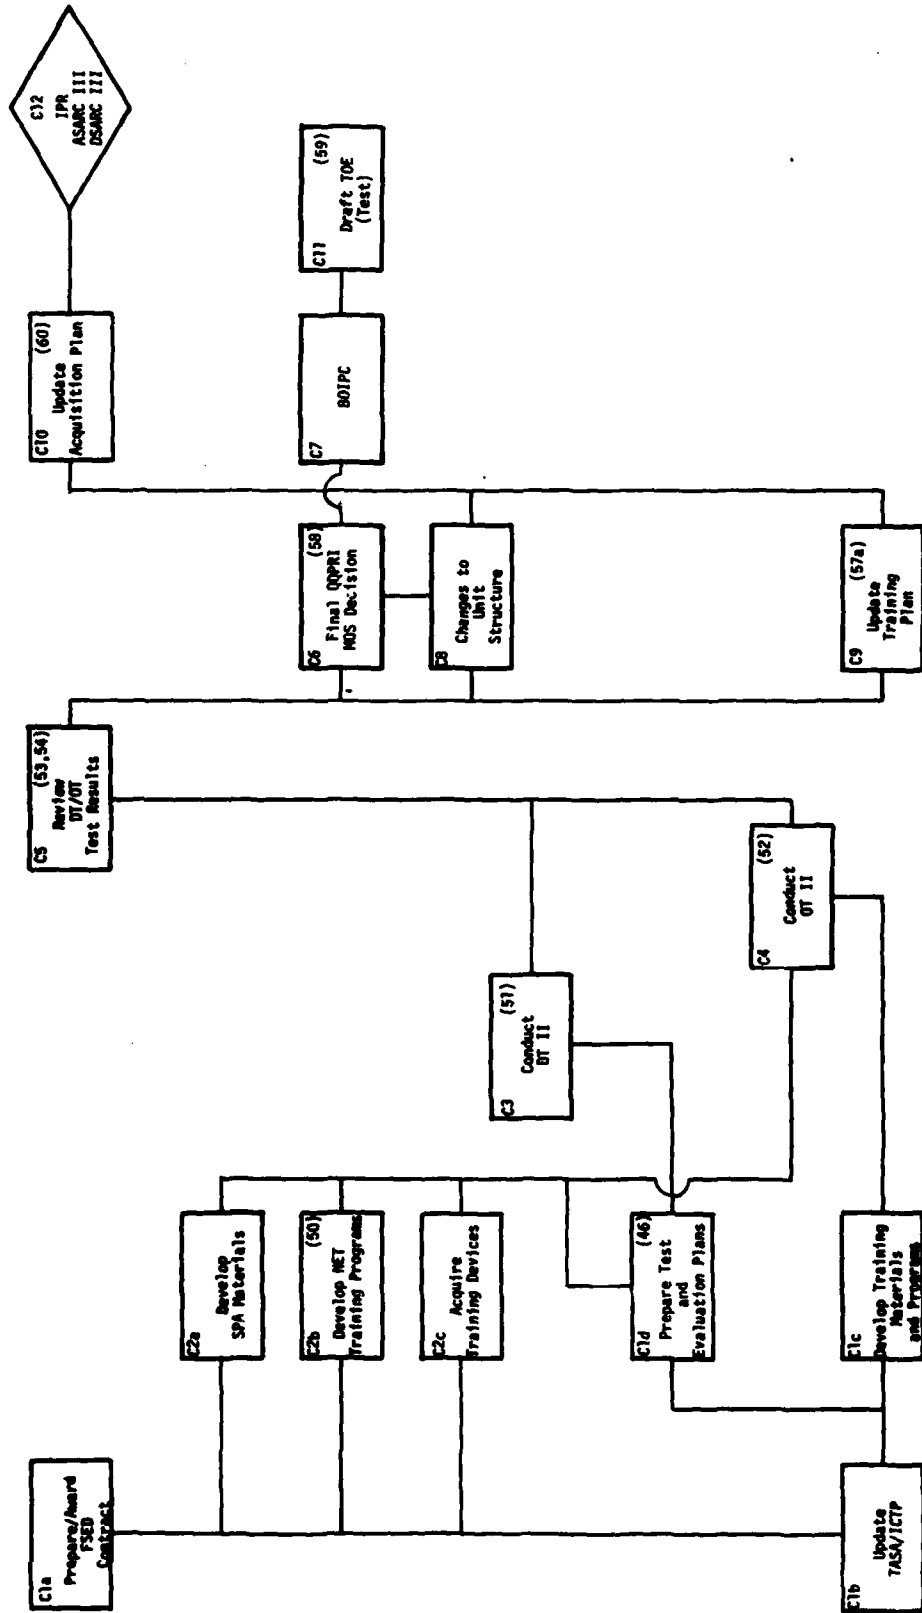 C1a
Prepare/Award
FSED
Contract
C1b
Update
TASA/ICTP
C2a
Develop
SPA Materials
C2b (50)
Develop NET
Training Programs
C2c
Acquire
Training Devices
C1d (46)
Prepare Test
and
Evaluation Plans
C1c
Develop Training
Materials
and Programs
C3 (51)
Conduct
DT II
C4 (52)
Conduct
OT II
C5 (53,54)
Review
DT/OT
Test Results
C6 (58)
Final QQPRI
MOS Decision
C8
Changes to
Unit
Structure
C9 (57a)
Update
Training
Plan
C10 (60)
Update
Acquisition Plan
C7
BOIPC
C11 (59)
Draft TOE
(Test)
C12
IPR
ASARC III
DSARC III